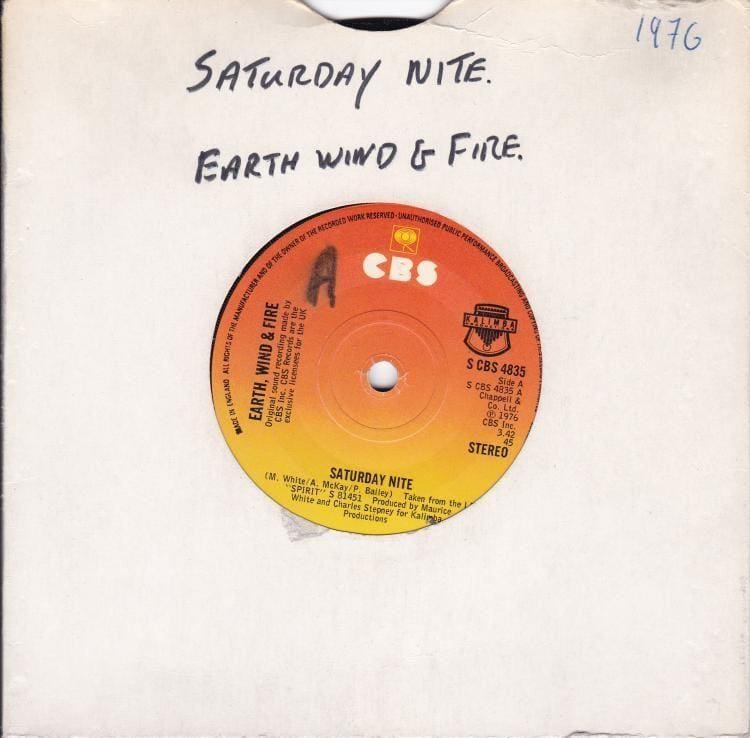 1976
SATURDAY NITE.
EARTH WIND & FIRE.
ALL RIGHTS OF THE MANUFACTURER AND OF THE OWNER OF THE RECORDED WORK RESERVED · UNAUTHORISED PUBLIC PERFORMANCE BROADCASTING AND COPYING OF
MADE IN ENGLAND
CBS
A
KALIMBA
EARTH, WIND & FIRE
Original sound recording made by
CBS Inc. CBS Records are the
exclusive licensees for the UK
S CBS 4835
Side A
S CBS 4835 A
Chappell &
Co. Ltd.
℗ 1976
CBS Inc.
3.42
45
STEREO
SATURDAY NITE
(M. White/A. McKay/P. Bailey) Taken from the
"SPIRIT" S 81451 Produced by Maurice
White and Charles Stepney for Kalimba
Productions